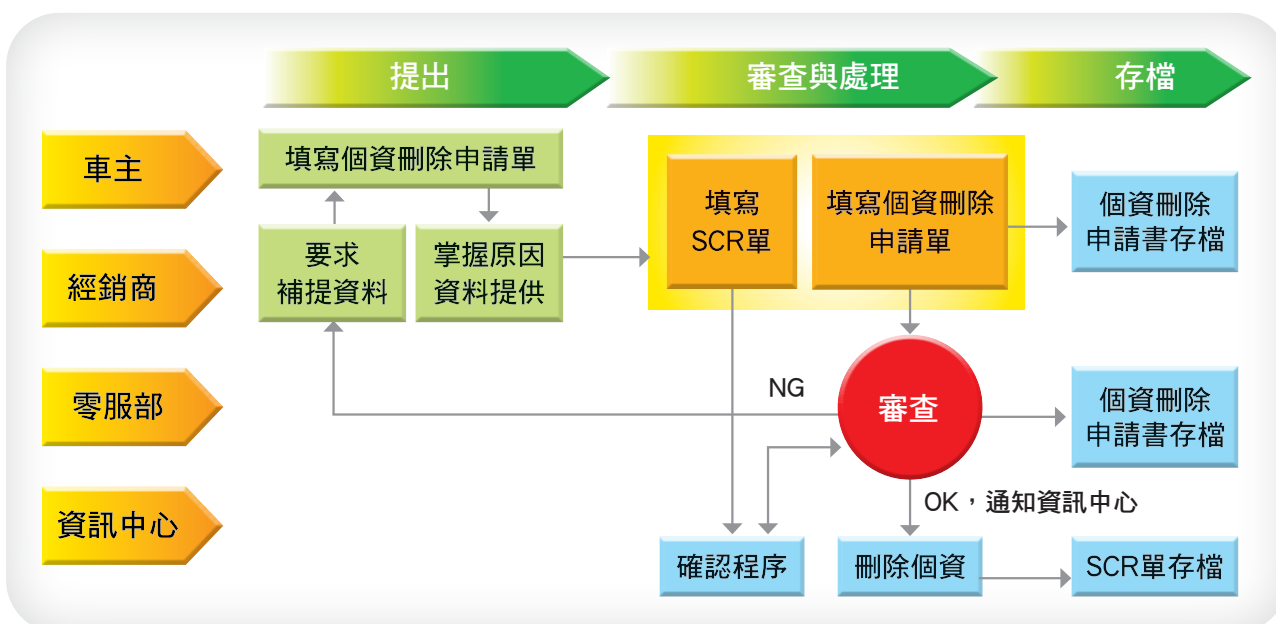 提出
審查與處理
存檔
車主
填寫個資刪除申請單
填寫
SCR單
填寫個資刪除
申請單
個資刪除
申請書存檔
經銷商
要求
補提資料
掌握原因
資料提供
零服部
NG
審查
個資刪除
申請書存檔
資訊中心
OK，通知資訊中心
確認程序
刪除個資
SCR單存檔